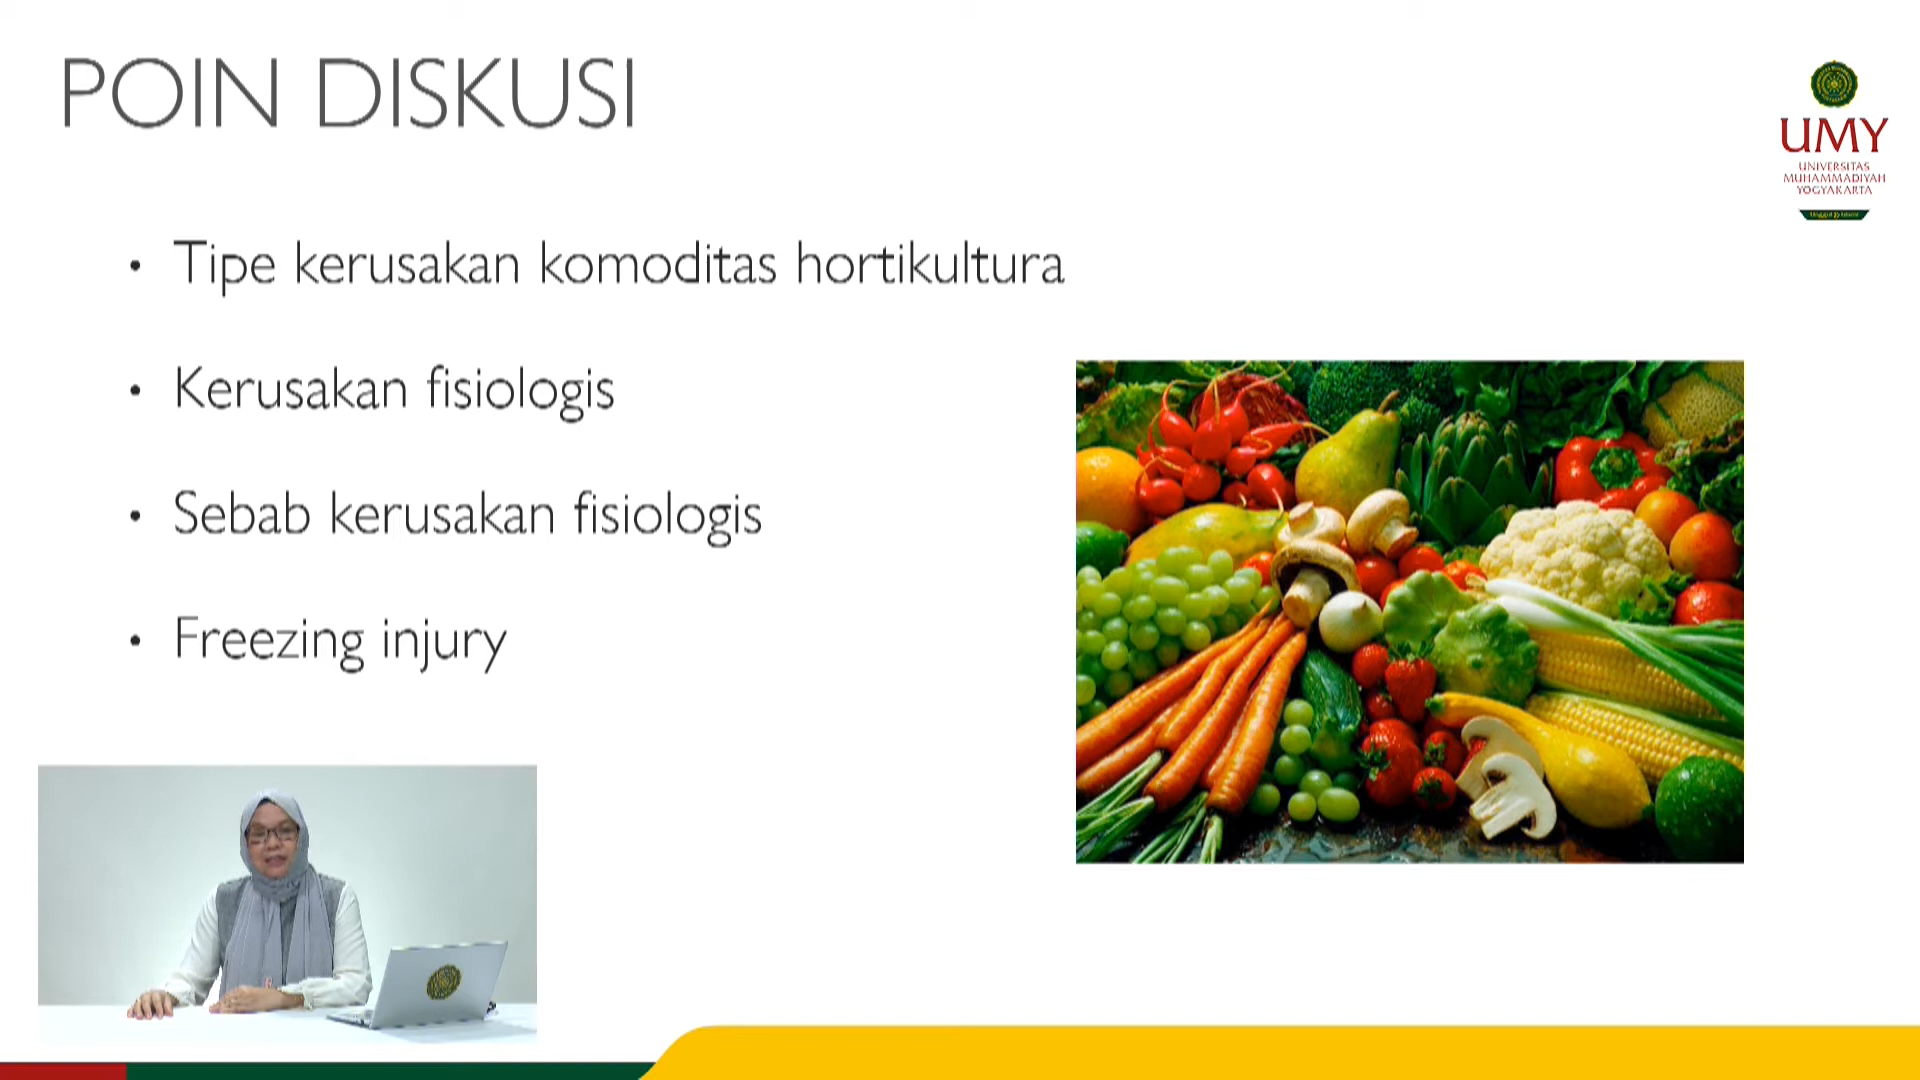 POIN DISKUSI
UMY
UNIVERSITAS
MUHAMMADIYAH
YOGYAKARTA
• Tipe kerusakan komoditas hortikultura
• Kerusakan fisiologis
• Sebab kerusakan fisiologis
• Freezing injury